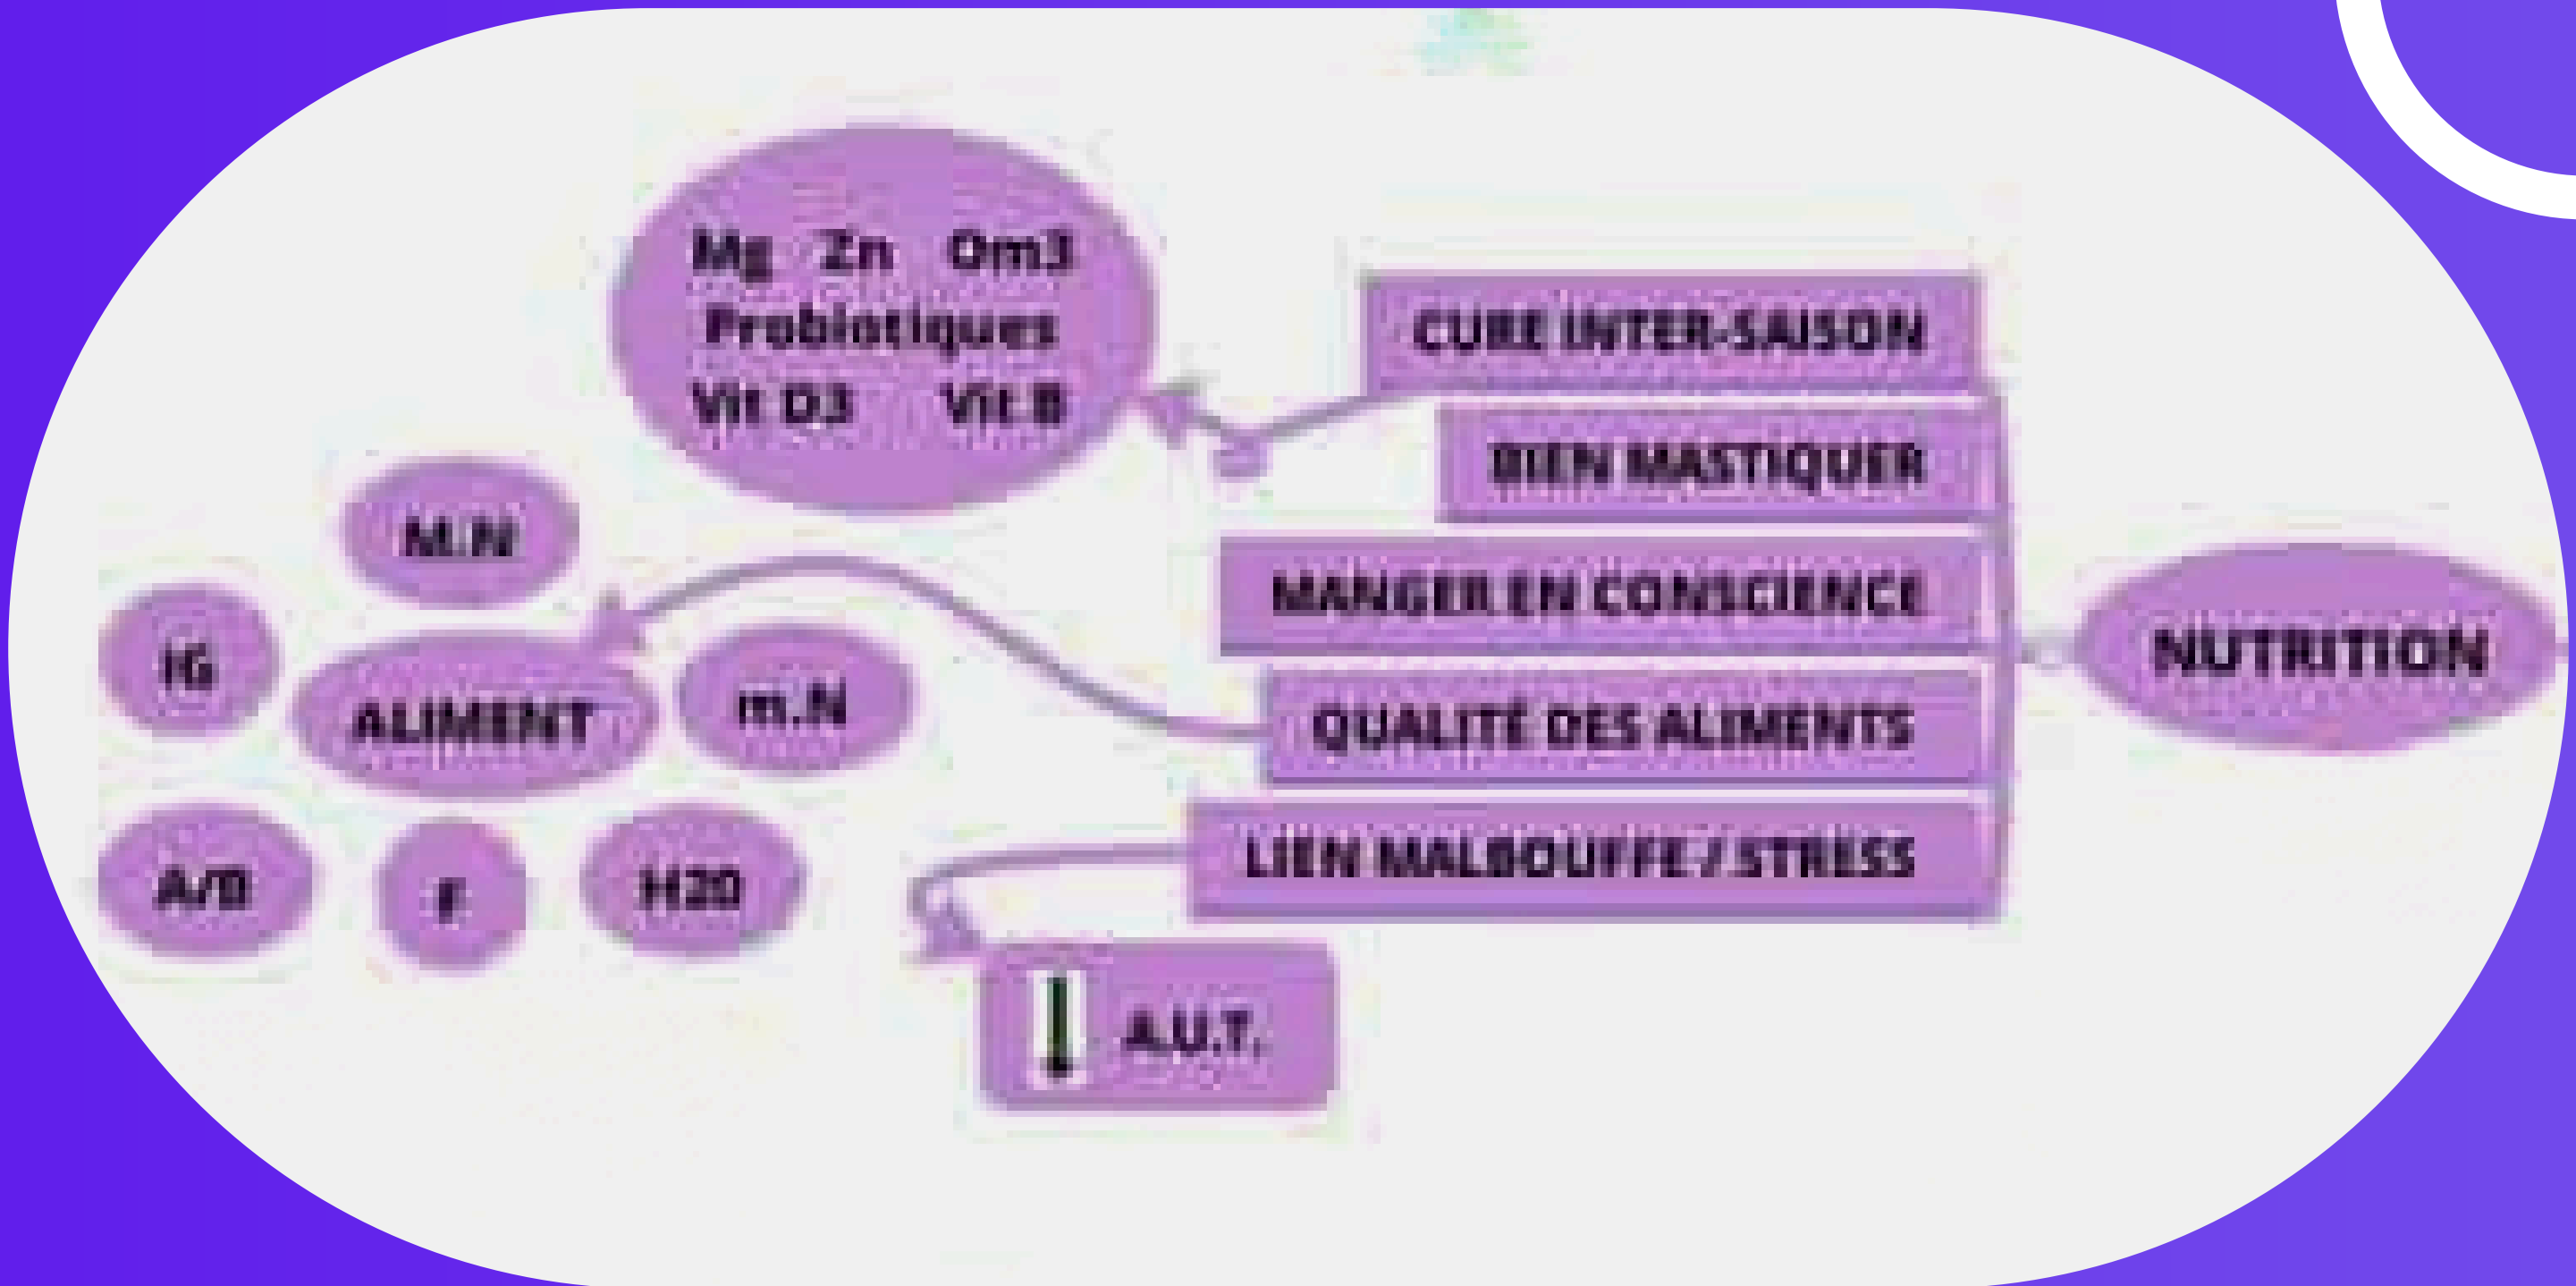 Mg Zn Om3
Probiotiques
Vit D3 Vit B
CURE INTER-SAISON
BIEN MASTIQUER
MANGER EN CONSCIENCE
QUALITÉ DES ALIMENTS
LIEN MALBOUFFE / STRESS
NUTRITION
M.N
IG
ALIMENT
m.N
A/B
F
H20
A.U.T.